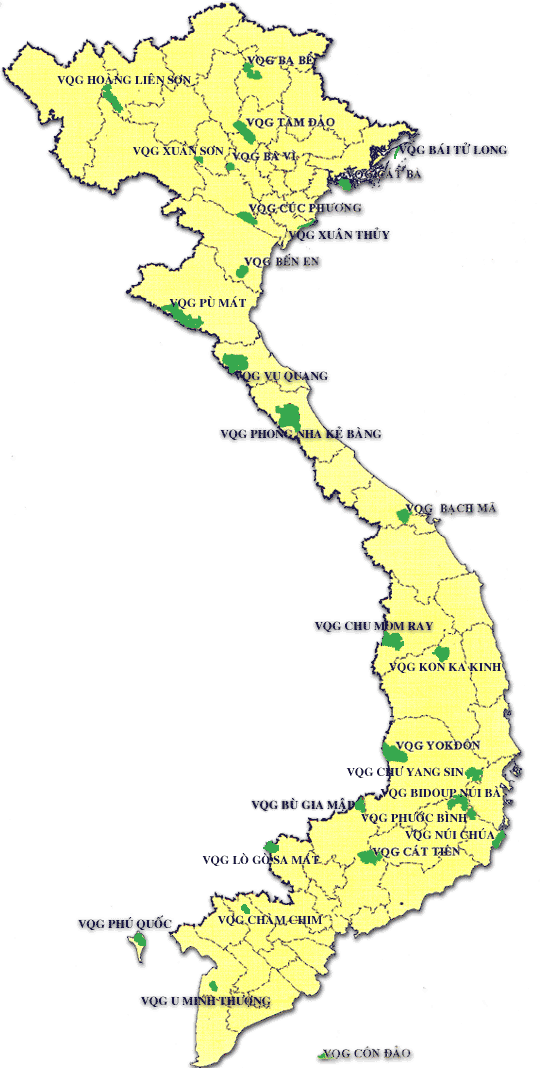 VQG BA BỂ
VQG HOÀNG LIÊN SƠN
VQG TAM ĐẢO
VQG XUÂN SƠN
VQG BA VÌ
VQG BÁI TỬ LONG
VQG CÁT BÀ
VQG CÚC PHƯƠNG
VQG XUÂN THỦY
VQG BẾN EN
VQG PÙ MÁT
VQG VU QUANG
VQG PHONG NHA KẺ BÀNG
VQG BẠCH MÃ
VQG CHU MOM RAY
VQG KON KA KINH
VQG YOKĐÔN
VQG CHƯ YANG SIN
VQG BIDOUP NÚI BÀ
VQG BÙ GIA MẬP
VQG PHƯỚC BÌNH
VQG NÚI CHÚA
VQG CÁT TIÊN
VQG LÒ GÒ SA MÁT
VQG CHÀM CHIM
VQG PHÚ QUỐC
VQG U MINH THƯỢNG
VQG CÔN ĐẢO